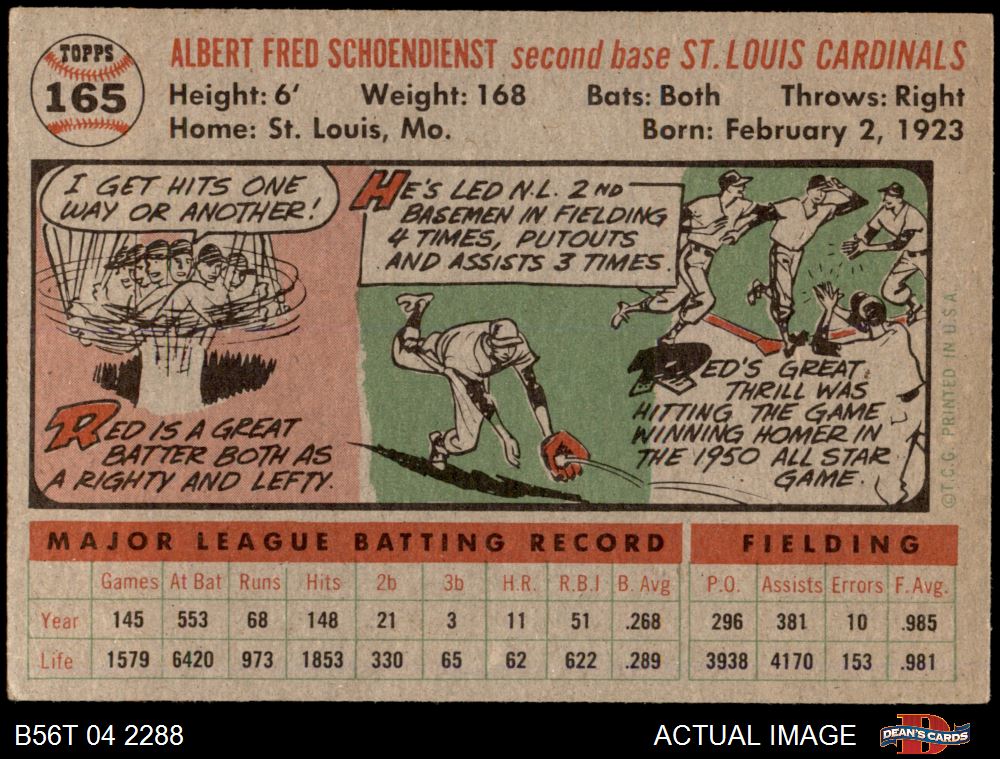 TOPPS
165
ALBERT FRED SCHOENDIENST second base ST. LOUIS CARDINALS
Height: 6' Weight: 168 Bats: Both Throws: Right
Home: St. Louis, Mo. Born: February 2, 1923
I GET HITS ONE
WAY OR ANOTHER!
RED IS A GREAT
BATTER BOTH AS
A RIGHTY AND LEFTY.
HE'S LED N.L. 2ND
BASEMEN IN FIELDING
4 TIMES, PUTOUTS
AND ASSISTS 3 TIMES.
RED'S GREAT
THRILL WAS
HITTING THE GAME
WINNING HOMER IN
THE 1950 ALL STAR
GAME.
©T.C.G. PRINTED IN U.S.A.
MAJOR LEAGUE BATTING RECORD FIELDING
Games At Bat Runs Hits 2b 3b H.R. R.B.I B. Avg P.O. Assists Errors F. Avg.
Year 145 553 68 148 21 3 11 51 .268 296 381 10 .985
Life 1579 6420 973 1853 330 65 62 622 .289 3938 4170 153 .981
B56T 04 2288 ACTUAL IMAGE DEAN'S CARDS